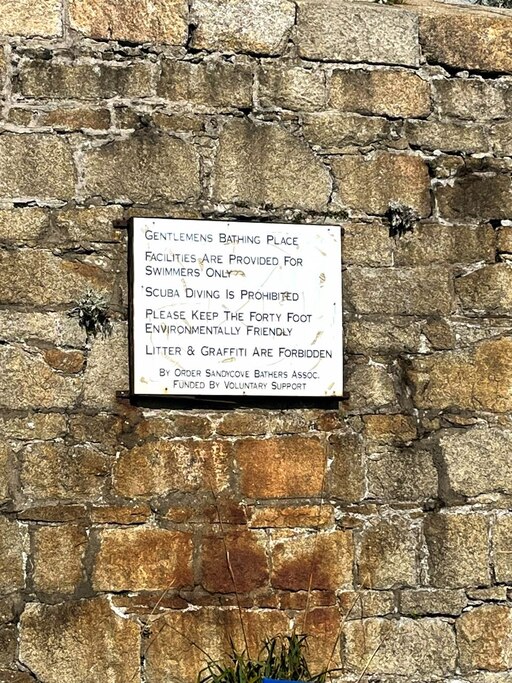 GENTLEMENS BATHING PLACE
FACILITIES ARE PROVIDED FOR
SWIMMERS ONLY
SCUBA DIVING IS PROHIBITED
PLEASE KEEP THE FORTY FOOT
ENVIRONMENTALLY FRIENDLY
LITTER & GRAFFITI ARE FORBIDDEN
BY ORDER SANDYCOVE BATHERS ASSOC.
FUNDED BY VOLUNTARY SUPPORT